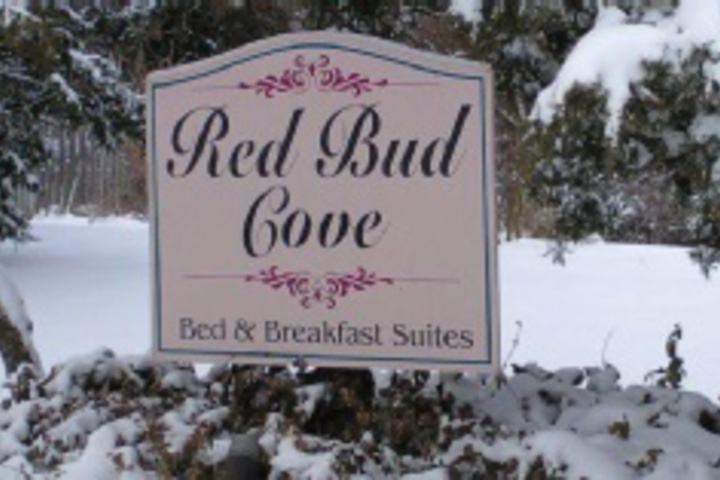 Red Bud
Cove
Bed & Breakfast Suites